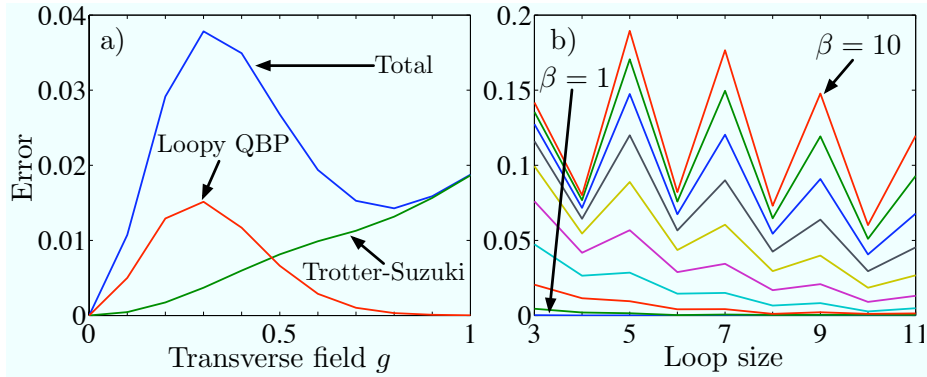 a)
0.04
0.03
0.02
0.01
0
Error
Total
Loopy QBP
Trotter-Suzuki
0 0.5 1
Transverse field g
b)
0.2
0.15
0.1
0.05
0
β = 1
β = 10
3 5 7 9 11
Loop size